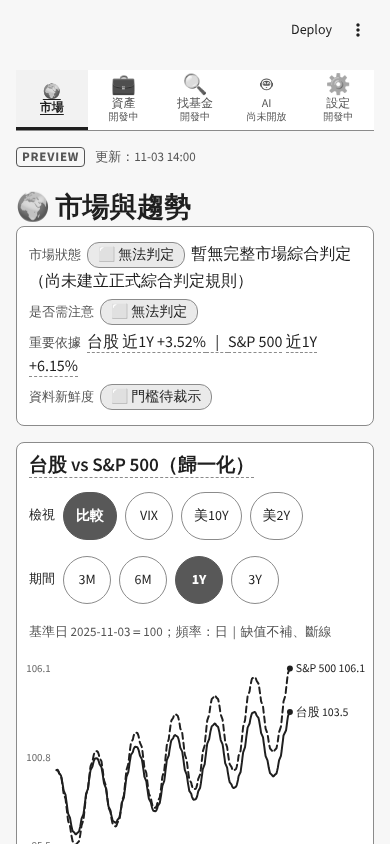 Deploy
市場
資產
開發中
找基金
開發中
AI
尚未開放
設定
開發中
PREVIEW 更新：11-03 14:00
市場與趨勢
市場狀態 無法判定 暫無完整市場綜合判定
（尚未建立正式綜合判定規則）
是否需注意 無法判定
重要依據 台股 近1Y +3.52% ｜ S&P 500 近1Y
+6.15%
資料新鮮度 門檻待裁示
台股 vs S&P 500（歸一化）
檢視 比較 VIX 美10Y 美2Y
期間 3M 6M 1Y 3Y
基準日 2025-11-03＝100；頻率：日｜缺值不補、斷線
106.1
S&P 500 106.1
台股 103.5
100.8